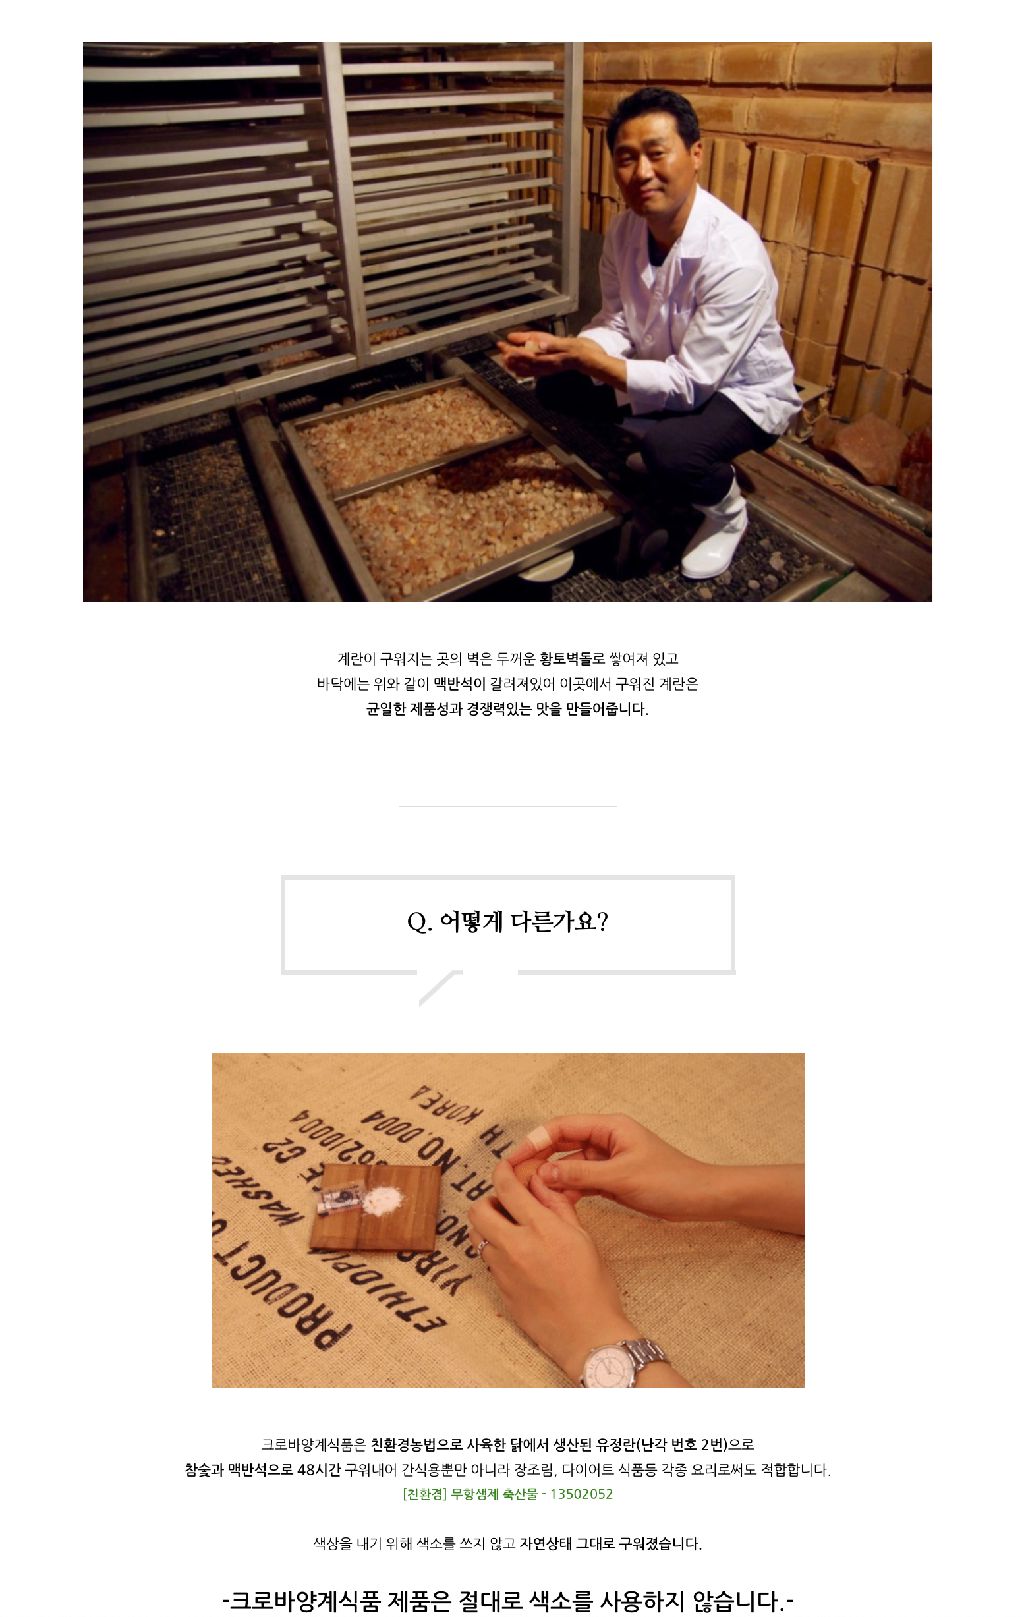 계란이 구워지는 곳의 벽은 두꺼운 황토벽돌로 쌓여져 있고
바닥에는 위와 같이 맥반석이 깔려져있어 이곳에서 구워진 계란은
균일한 제품성과 경쟁력있는 맛을 만들어줍니다.
Q. 어떻게 다른가요?
KOREA
NO.0004
WASHED
PRODUCT
ETHIOPIA
크로바양계식품은 친환경농법으로 사육한 닭에서 생산된 유정란(난각 번호 2번)으로
참숯과 맥반석으로 48시간 구워내어 간식용뿐만 아니라 장조림, 다이어트 식품등 각종 요리로써도 적합합니다.
[친환경] 무항생제 축산물 - 13502052
색상을 내기 위해 색소를 쓰지 않고 자연상태 그대로 구워졌습니다.
-크로바양계식품 제품은 절대로 색소를 사용하지 않습니다.-